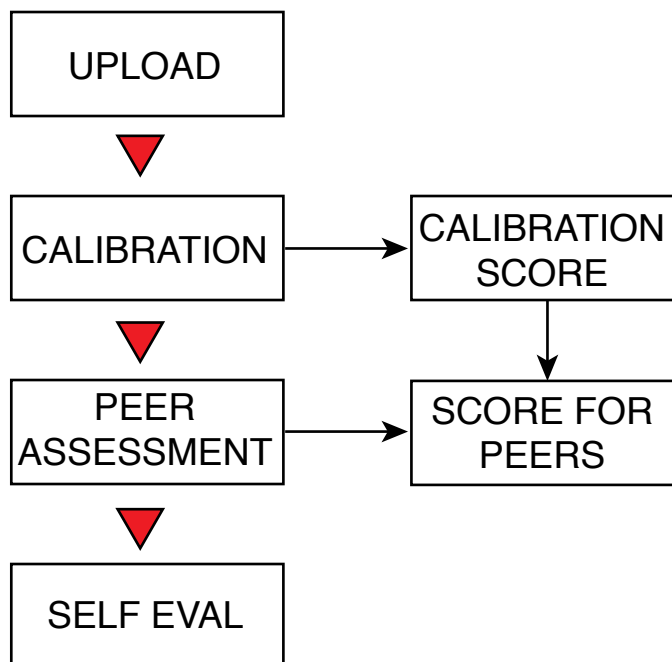 UPLOAD
CALIBRATION
CALIBRATION
SCORE
PEER
ASSESSMENT
SCORE FOR
PEERS
SELF EVAL